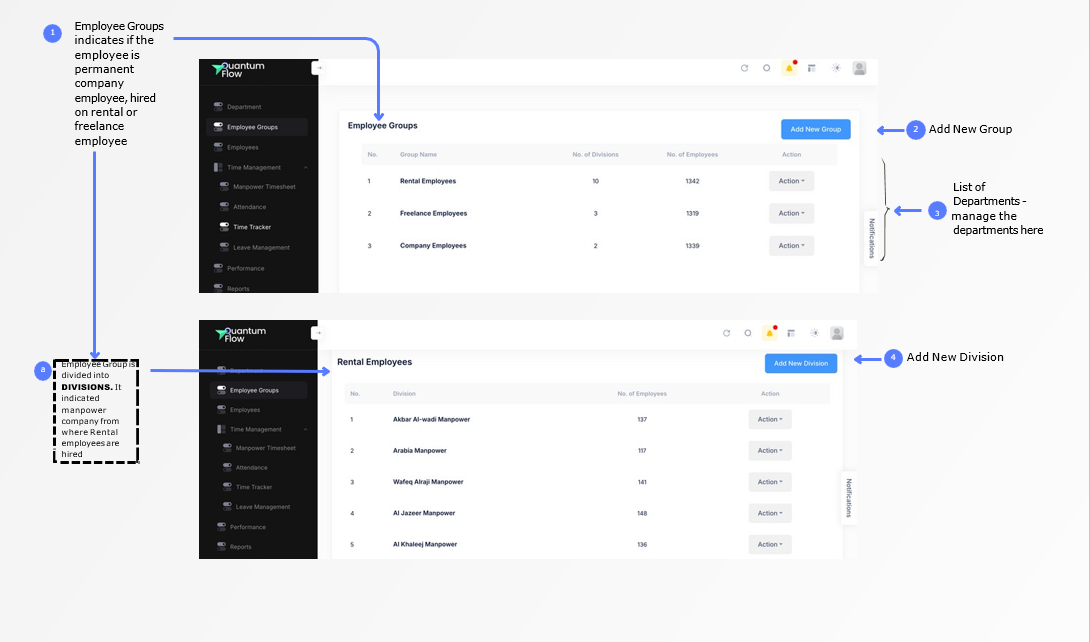 1
Employee Groups
indicates if the
employee is
permanent
company
employee, hired
on rental or
freelance
employee
Quantum
Flow
Department
Employee Groups
Employees
Time Management
Manpower Timesheet
Attendance
Time Tracker
Leave Management
Performance
Reports
Employee Groups
Add New Group
No. Group Name No. of Divisions No. of Employees Action
1 Rental Employees 10 1342 Action
2 Freelance Employees 3 1319 Action
3 Company Employees 2 1339 Action
Notifications
2 Add New Group
3
List of
Departments -
manage the
departments here
a
Employee Group is
divided into
DIVISIONS. It
indicated
manpower
company from
where Rental
employees are
hired
Quantum
Flow
Department
Employee Groups
Employees
Time Management
Manpower Timesheet
Attendance
Time Tracker
Leave Management
Performance
Reports
Rental Employees
Add New Division
No. Division No. of Employees Action
1 Akbar Al-wadi Manpower 137 Action
2 Arabia Manpower 117 Action
3 Wafeq Alraji Manpower 141 Action
4 Al Jazeer Manpower 148 Action
5 Al Khaleej Manpower 136 Action
Notifications
4 Add New Division